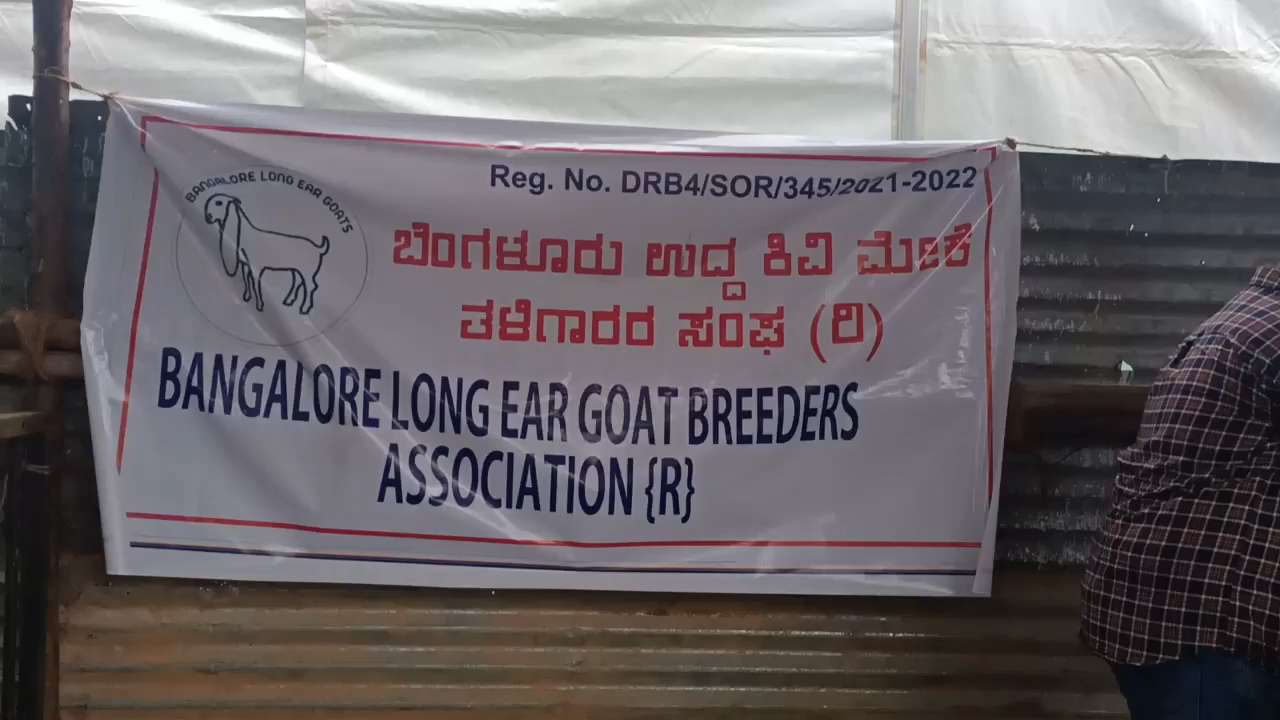 Reg. No. DRB4/SOR/345/2021-2022
BANGALORE LONG EAR GOATS
ಬೆಂಗಳೂರು ಉದ್ದ ಕಿವಿ ಮೇಕೆ
ತಳಿಗಾರರ ಸಂಘ (ರಿ)
BANGALORE LONG EAR GOAT BREEDERS
ASSOCIATION {R}